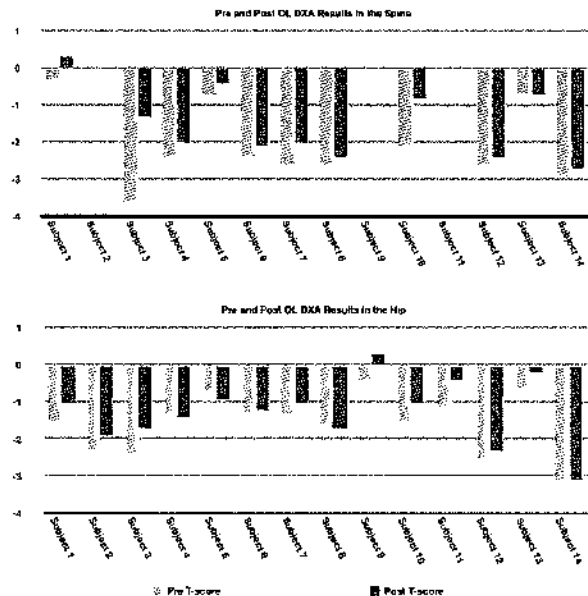 Pre and Post OL DXA Results in the Spine
1
0
-1
-2
-3
-4
Subject 1
Subject 2
Subject 3
Subject 4
Subject 5
Subject 6
Subject 7
Subject 8
Subject 9
Subject 10
Subject 11
Subject 12
Subject 13
Subject 14
Pre and Post OL DXA Results in the Hip
1
0
-1
-2
-3
-4
Subject 1
Subject 2
Subject 3
Subject 4
Subject 5
Subject 6
Subject 7
Subject 8
Subject 9
Subject 10
Subject 11
Subject 12
Subject 13
Subject 14
Pre T-score
Post T-score